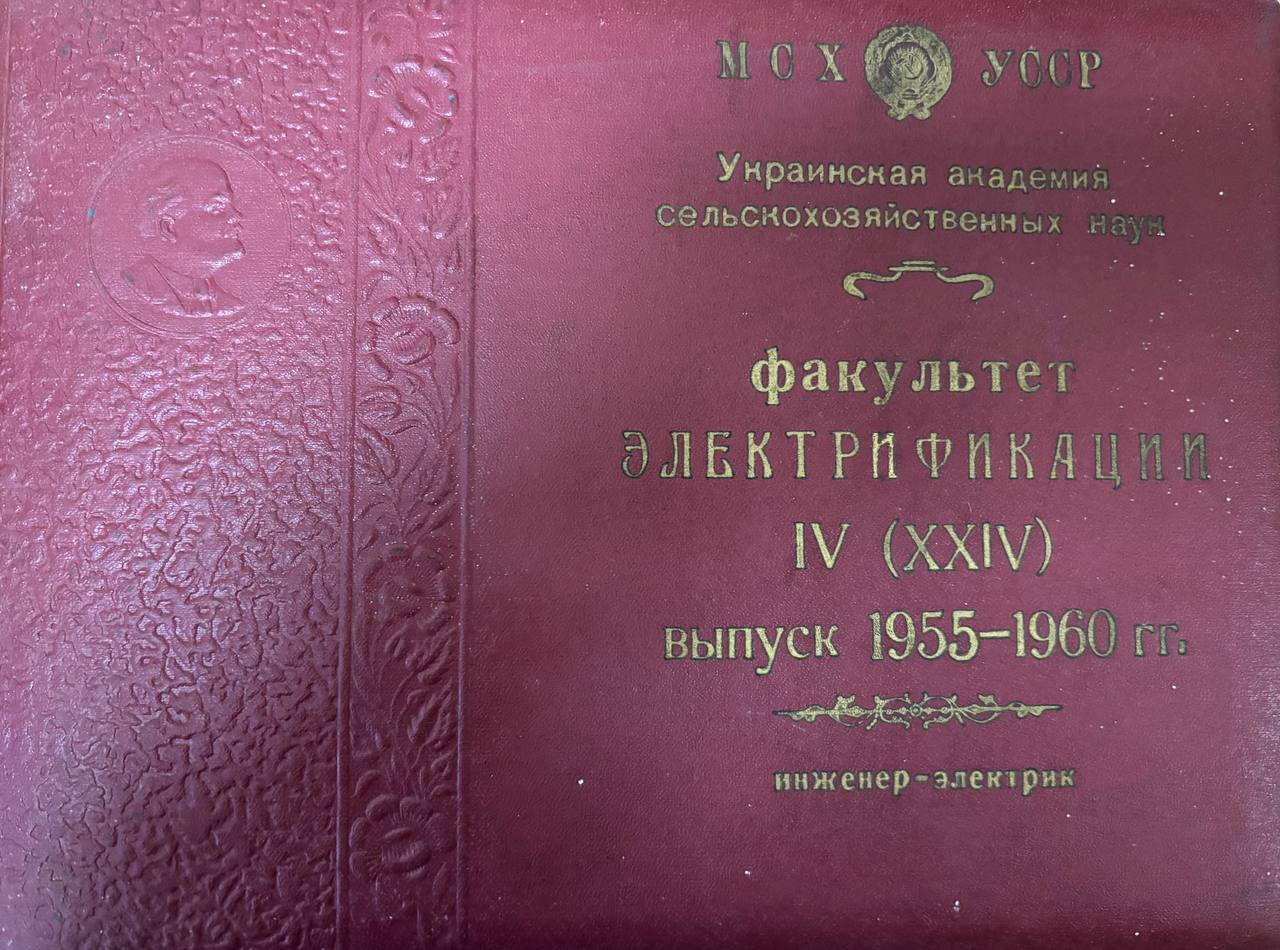 МСХ УССР
Украинская академия
сельскохозяйственных наук
факультет
ЭЛЕКТРИФИКАЦИИ
IV (XXIV)
выпуск 1955-1960 гг.
инженер-электрик